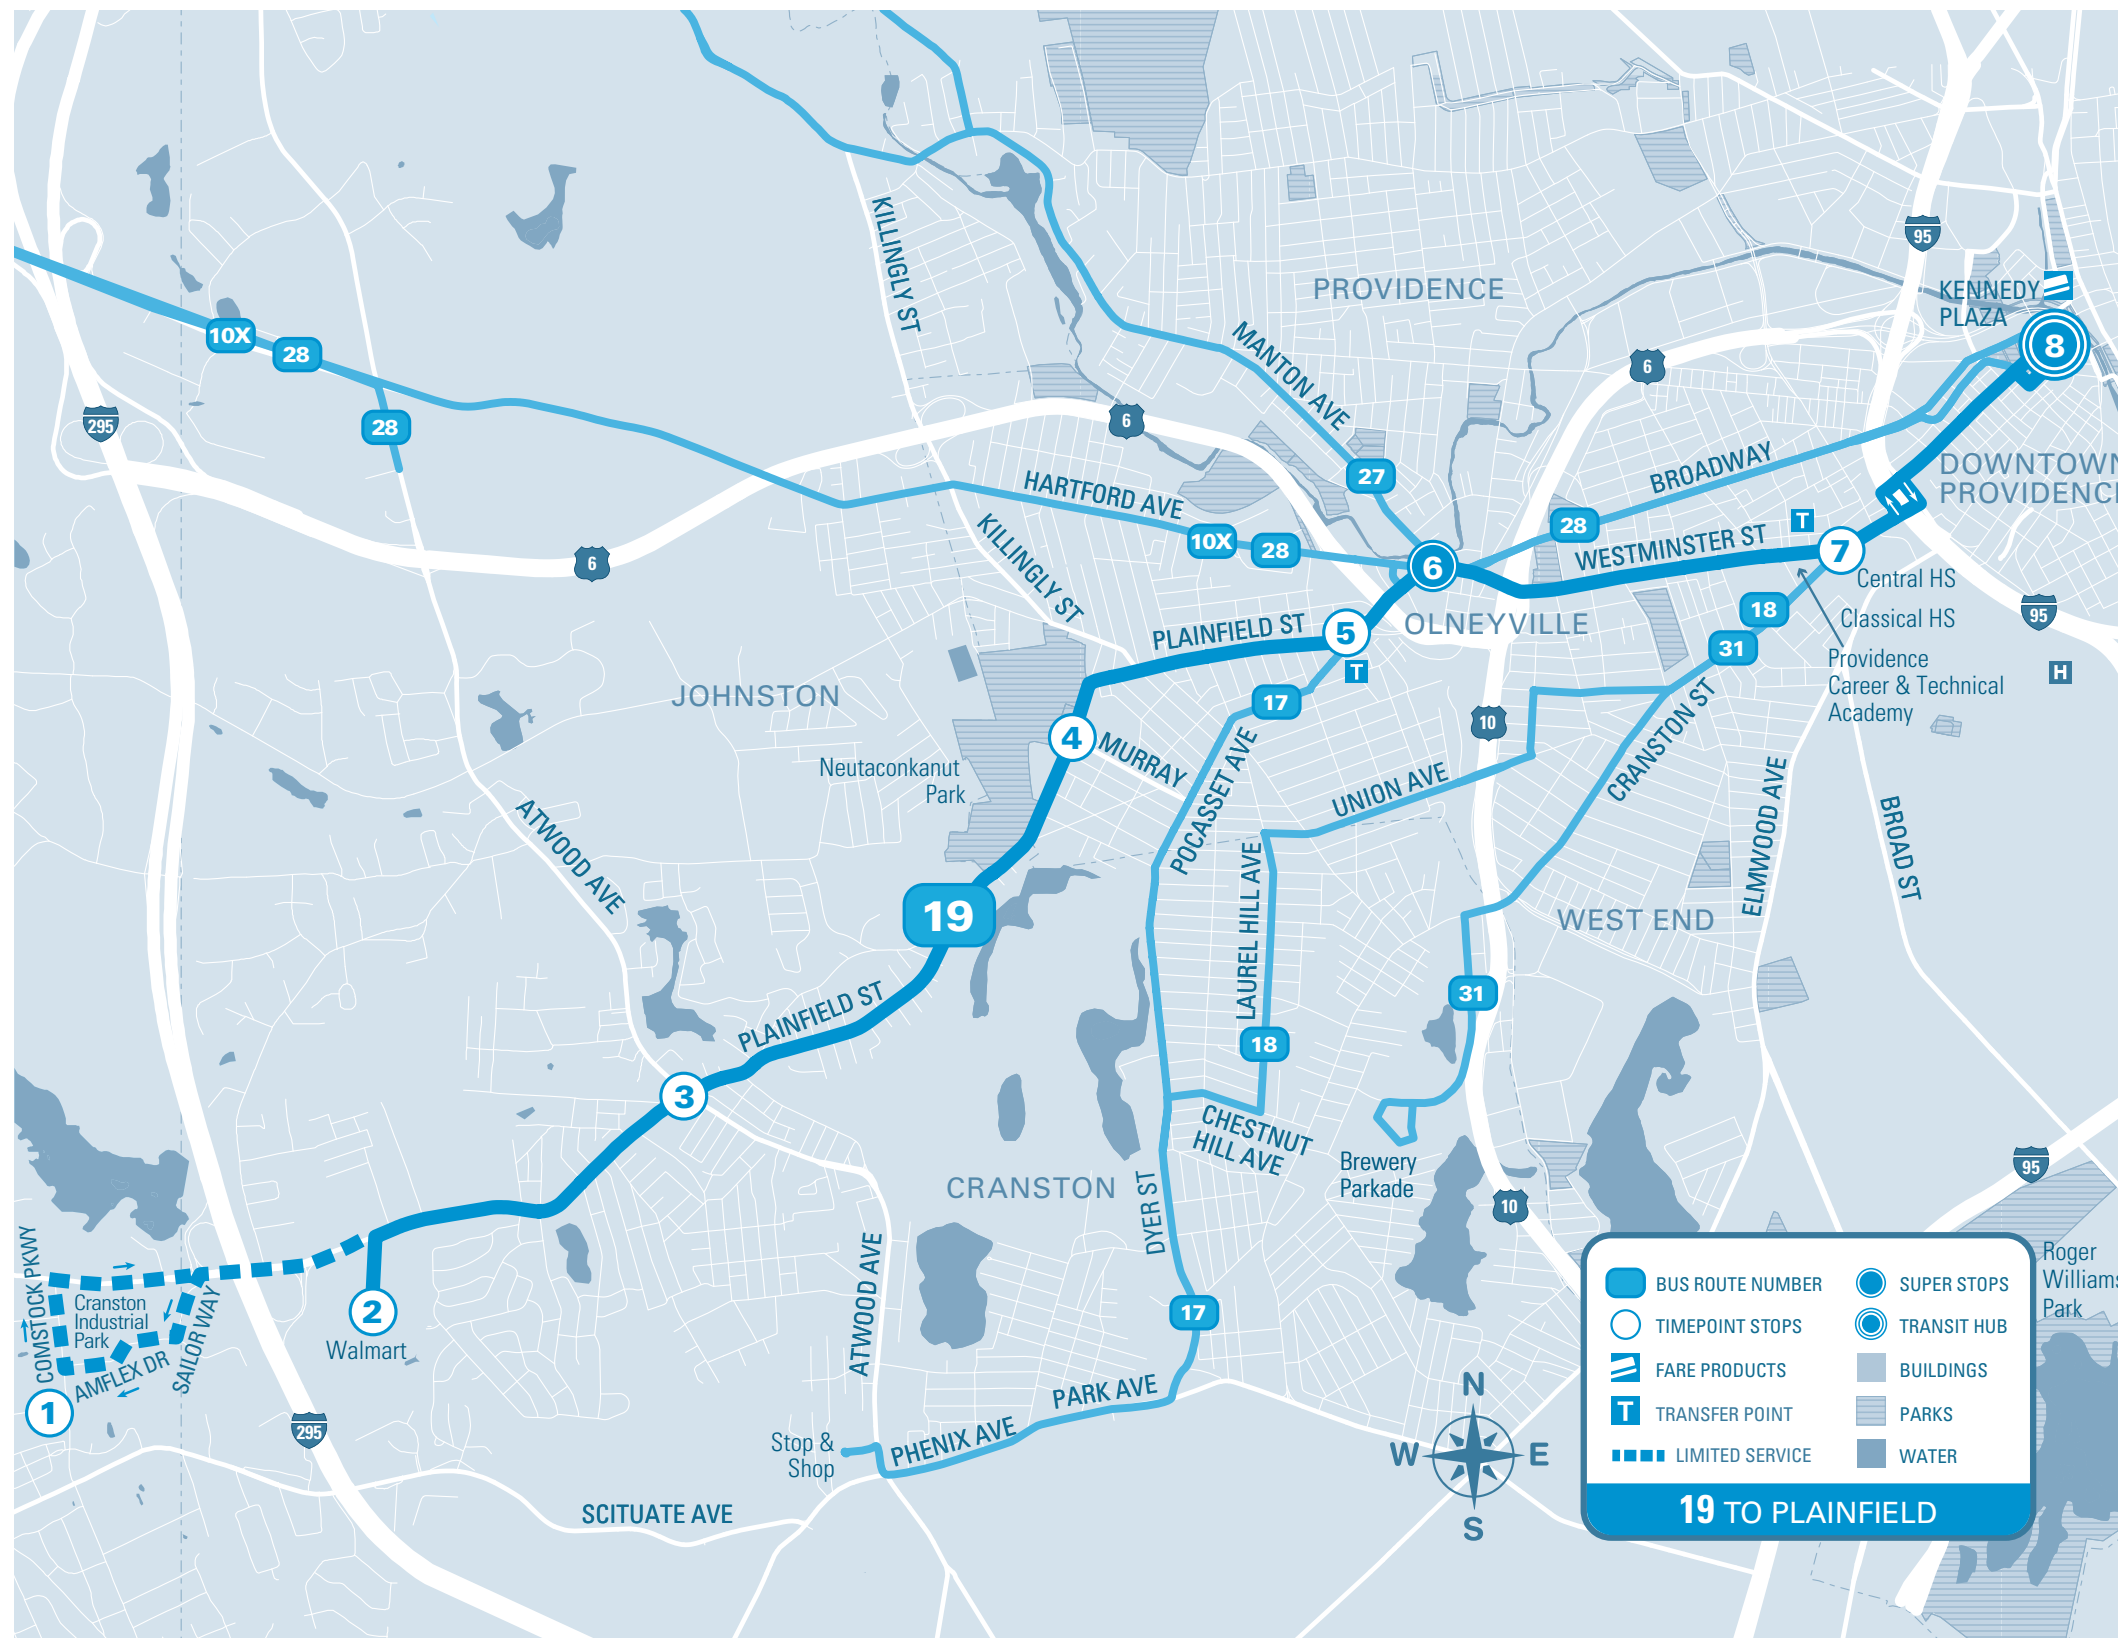 KILLINGLY ST
95
PROVIDENCE
KENNEDY
PLAZA
8
10X
28
MANTON AVE
6
28
295
6
27
BROADWAY
DOWNTOWN
PROVIDENCE
HARTFORD AVE
10X
28
28
T
WESTMINSTER ST
7
6
KILLINGLY ST
6
Central HS
18
Classical HS
95
PLAINFIELD ST
5
OLNEYVILLE
31
Providence
Career & Technical
Academy
T
H
JOHNSTON
17
10
4
MURRAY
Neutaconkanut
Park
POCASSET AVE
UNION AVE
CRANSTON ST
ELMWOOD AVE
BROAD ST
ATWOOD AVE
19
LAUREL HILL AVE
WEST END
PLAINFIELD ST
31
18
3
CHESTNUT
HILL AVE
Brewery
Parkade
95
CRANSTON
DYER ST
10
COMSTOCK PKWY
Cranston
Industrial
Park
SAILOR WAY
AMFLEX DR
1
2
Walmart
ATWOOD AVE
17
Roger
Williams
Park
295
PARK AVE
PHENIX AVE
Stop &
Shop
SCITUATE AVE
N
W
E
S
BUS ROUTE NUMBER
SUPER STOPS
TIMEPOINT STOPS
TRANSIT HUB
FARE PRODUCTS
BUILDINGS
T TRANSFER POINT
PARKS
LIMITED SERVICE
WATER
19 TO PLAINFIELD